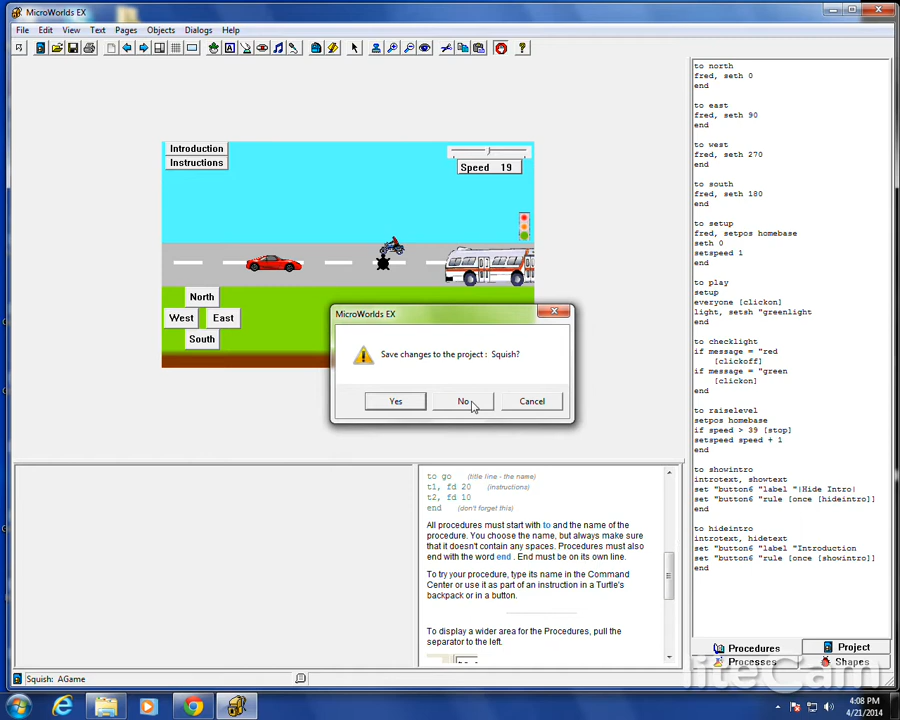 MicroWorlds EX
File Edit View Text Pages Objects Dialogs Help
Introduction
Instructions
Speed 19
North
West East
South
MicroWorlds EX
Save changes to the project : Squish?
Yes No Cancel
to go (title line - the name)
t1, fd 20 (instructions)
t2, fd 10
end (don't forget this)
All procedures must start with to and the name of the
procedure. You choose the name, but always make sure
that it doesn't contain any spaces. Procedures must also
end with the word end . End must be on its own line.
To try your procedure, type its name in the Command
Center or use it as part of an instruction in a Turtle's
backpack or in a button.
To display a wider area for the Procedures, pull the
separator to the left.
to north
fred, seth 0
end
to east
fred, seth 90
end
to west
fred, seth 270
end
to south
fred, seth 180
end
to setup
fred, setpos homebase
seth 0
setspeed 1
end
to play
setup
everyone [clickon]
light, setsh "greenlight
end
to checklight
if message = "red
[clickoff]
if message = "green
[clickon]
end
to raiselevel
setpos homebase
if speed > 39 [stop]
setspeed speed + 1
end
to showintro
introtext, showtext
set "button6 "label "|Hide Intro|
set "button6 "rule [once [hideintro]]
end
to hideintro
introtext, hidetext
set "button6 "label "Introduction
set "button6 "rule [once [showintro]]
end
Procedures Project
Processes Shapes
Squish: AGame
liteCam
4:08 PM
4/21/2014